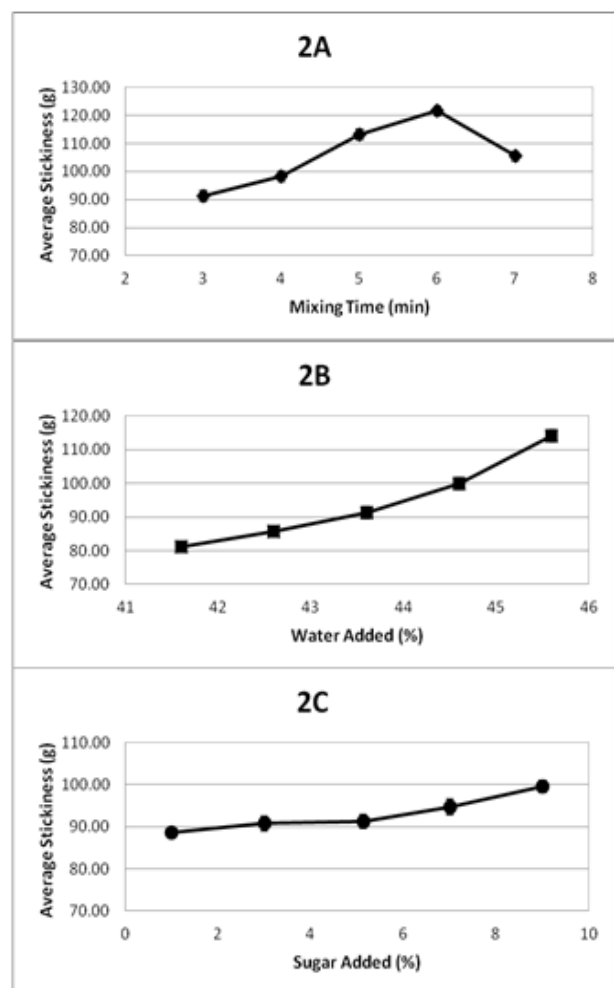 2A
Average Stickiness (g)
130.00
120.00
110.00
100.00
90.00
80.00
70.00
2 3 4 5 6 7 8
Mixing Time (min)
2B
Average Stickiness (g)
120.00
110.00
100.00
90.00
80.00
70.00
41 42 43 44 45 46
Water Added (%)
2C
Average Stickiness (g)
110.00
100.00
90.00
80.00
70.00
0 2 4 6 8 10
Sugar Added (%)